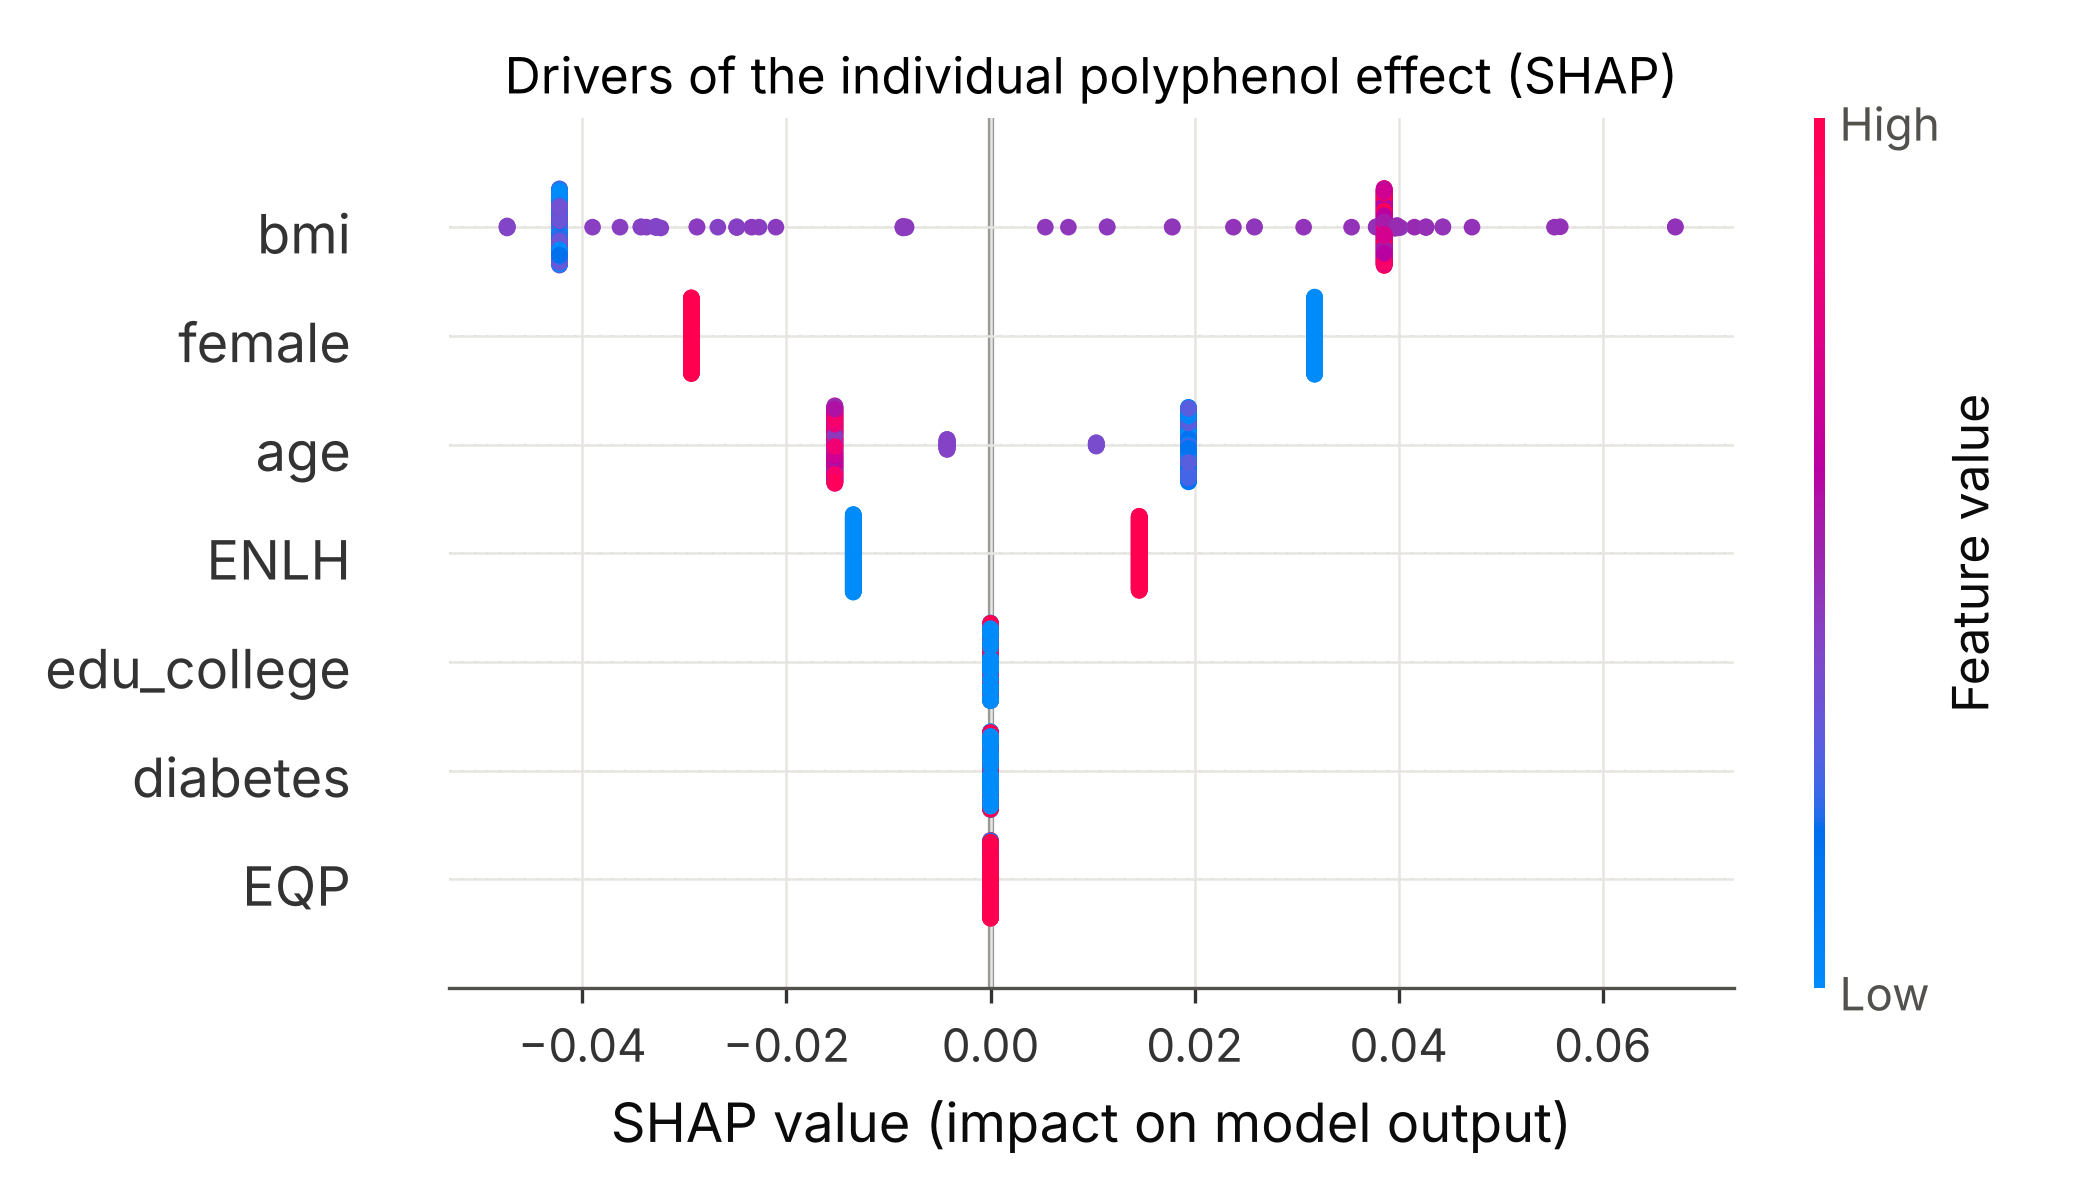 Drivers of the individual polyphenol effect (SHAP)
High
bmi
female
age
ENLH
edu_college
diabetes
EQP
Feature value
Low
−0.04 −0.02 0.00 0.02 0.04 0.06
SHAP value (impact on model output)